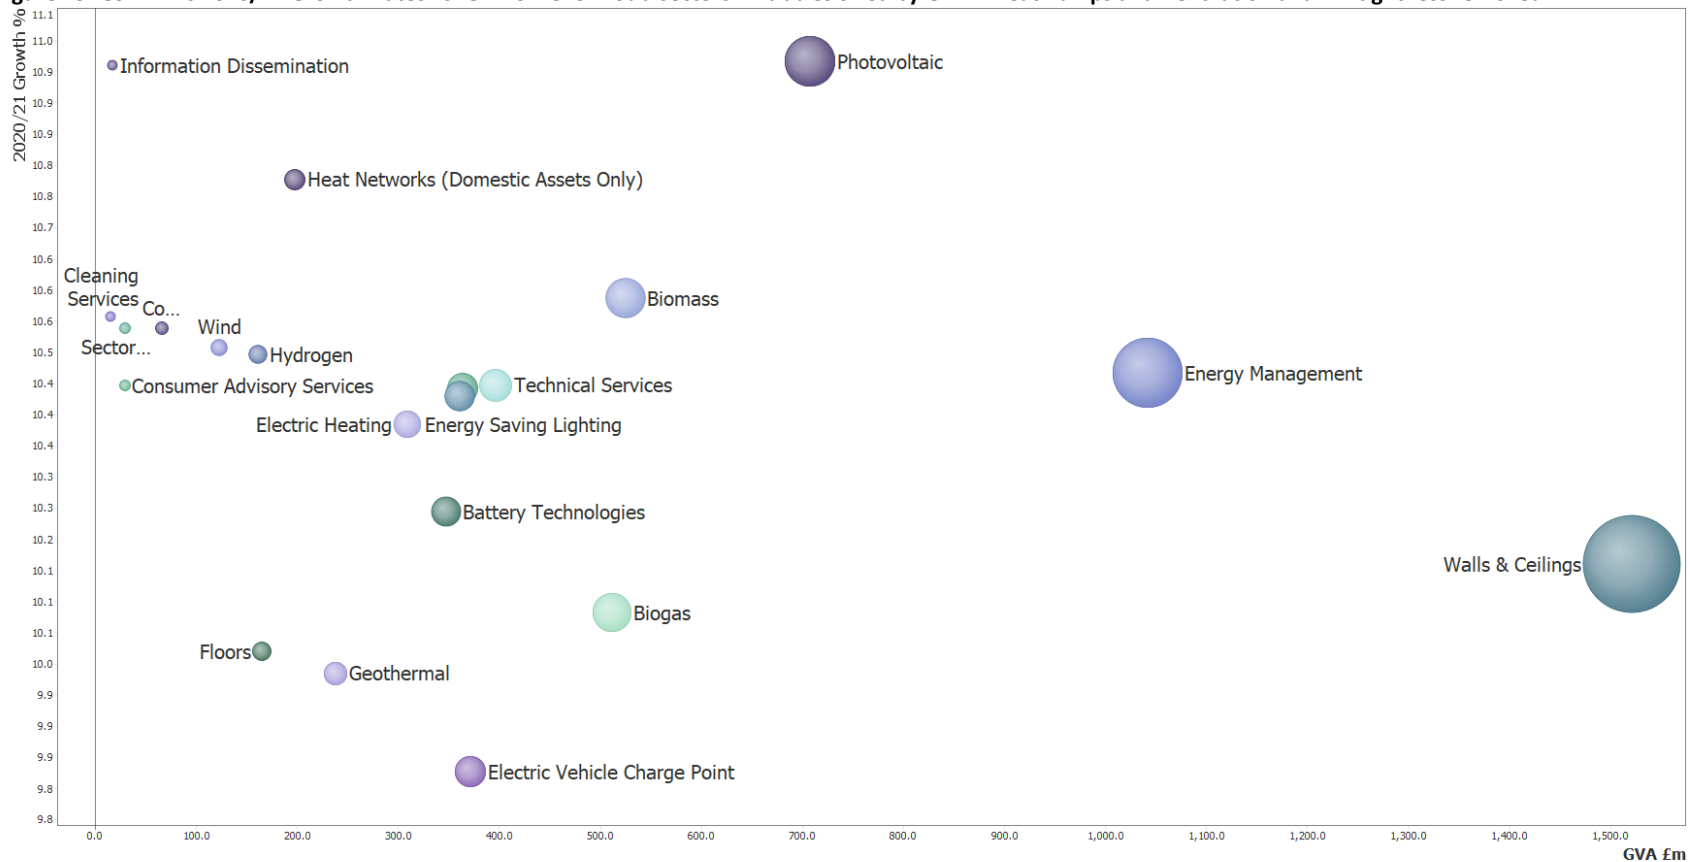 11.1
2020/21 Growth %
11.0
10.9
10.9
10.9
10.8
10.8
10.7
10.6
10.6
10.6
10.5
10.4
10.4
10.4
10.3
10.3
10.2
10.1
10.1
10.1
10.0
9.9
9.9
9.9
9.8
9.8
Information Dissemination
Photovoltaic
Heat Networks (Domestic Assets Only)
Cleaning
Services
Co...
Biomass
Wind
Sector...
Hydrogen
Energy Management
Consumer Advisory Services
Technical Services
Electric Heating
Energy Saving Lighting
Battery Technologies
Walls & Ceilings
Biogas
Floors
Geothermal
Electric Vehicle Charge Point
0.0 100.0 200.0 300.0 400.0 500.0 600.0 700.0 800.0 900.0 1,000.0 1,100.0 1,200.0 1,300.0 1,400.0 1,500.0
GVA £m